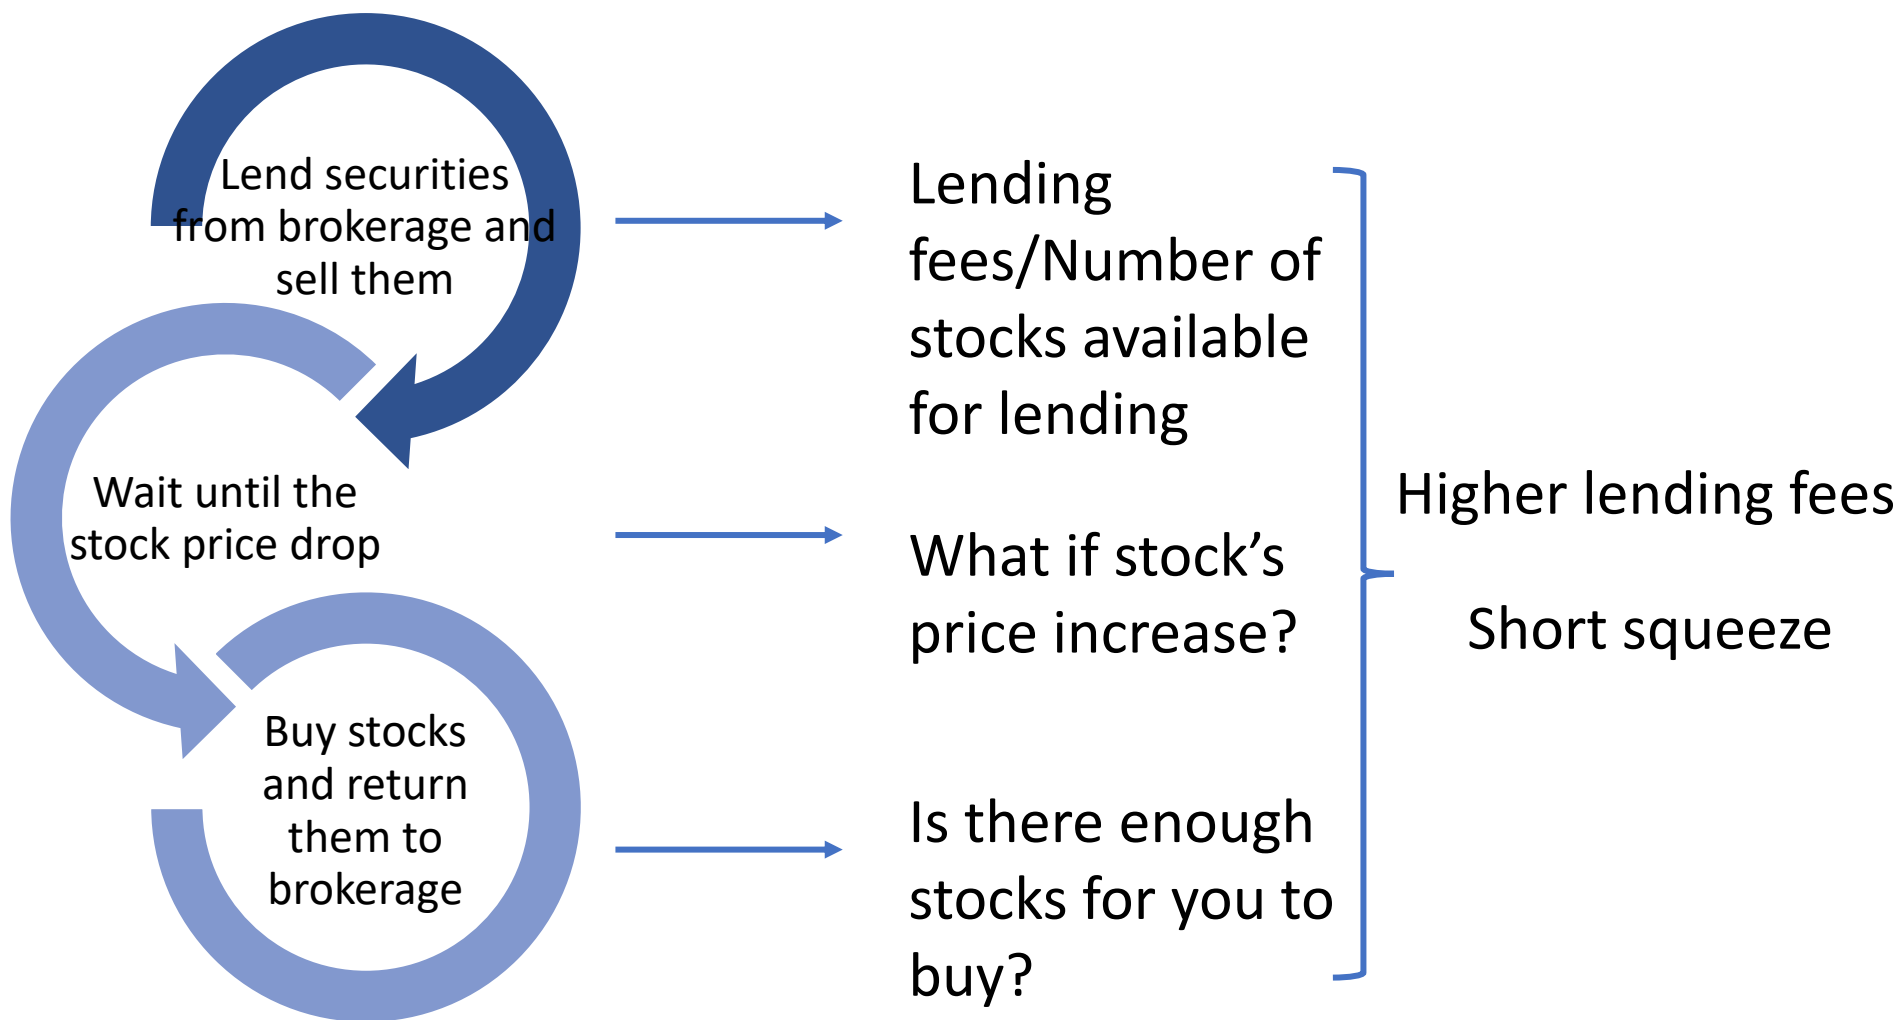 Lend securities
from brokerage and
sell them
Wait until the
stock price drop
Buy stocks
and return
them to
brokerage
Lending
fees/Number of
stocks available
for lending
What if stock’s
price increase?
Is there enough
stocks for you to
buy?
Higher lending fees
Short squeeze